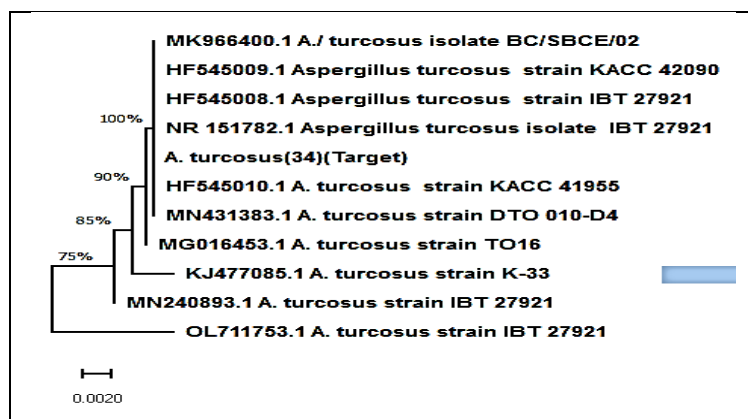 MK966400.1 A./ turcosus isolate BC/SBCE/02
HF545009.1 Aspergillus turcosus strain KACC 42090
HF545008.1 Aspergillus turcosus strain IBT 27921
100%
NR 151782.1 Aspergillus turcosus isolate IBT 27921
A. turcosus(34)(Target)
90%
HF545010.1 A. turcosus strain KACC 41955
85%
MN431383.1 A. turcosus strain DTO 010-D4
MG016453.1 A. turcosus strain TO16
75%
KJ477085.1 A. turcosus strain K-33
MN240893.1 A. turcosus strain IBT 27921
OL711753.1 A. turcosus strain IBT 27921
0.0020